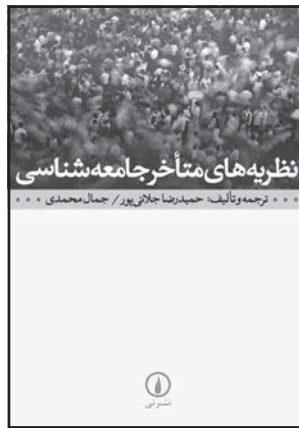 نظریه‌های متأخر جامعه‌شناسی
ترجمه و تألیف: حمیدرضا جلائی‌پور / جمال محمدی
نشرنی